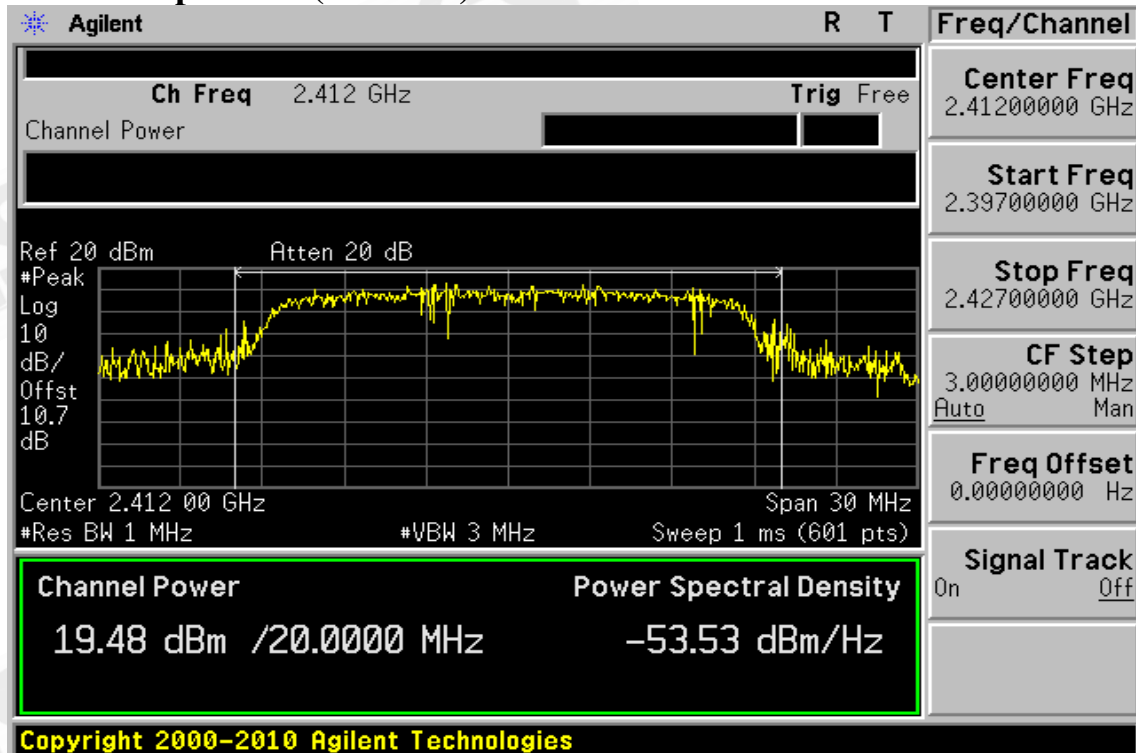 Agilent R T
Ch Freq 2.412 GHz Trig Free
Channel Power
Ref 20 dBm Atten 20 dB
#Peak
Log
10
dB/
Offst
10.7
dB
Center 2.412 00 GHz Span 30 MHz
#Res BW 1 MHz #VBW 3 MHz Sweep 1 ms (601 pts)
Channel Power Power Spectral Density
19.48 dBm /20.0000 MHz -53.53 dBm/Hz
Copyright 2000-2010 Agilent Technologies
Freq/Channel
Center Freq
2.41200000 GHz
Start Freq
2.39700000 GHz
Stop Freq
2.42700000 GHz
CF Step
3.00000000 MHz
Auto Man
Freq Offset
0.00000000 Hz
Signal Track
On Off